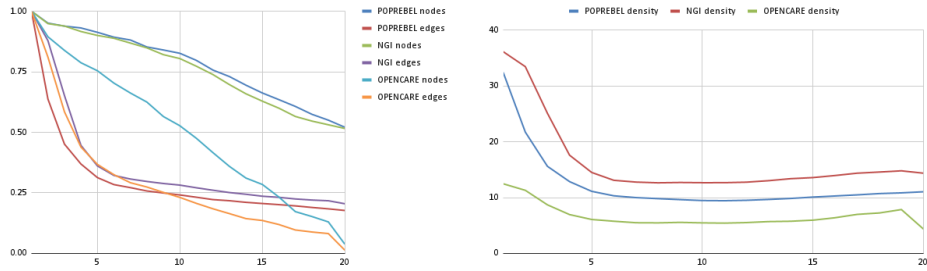 1.00
0.75
0.50
0.25
0.00
5
10
15
20
POPREBEL nodes
POPREBEL edges
NGI nodes
NGI edges
OPENCARE nodes
OPENCARE edges
POPREBEL density NGI density OPENCARE density
40
30
20
10
0
5
10
15
20